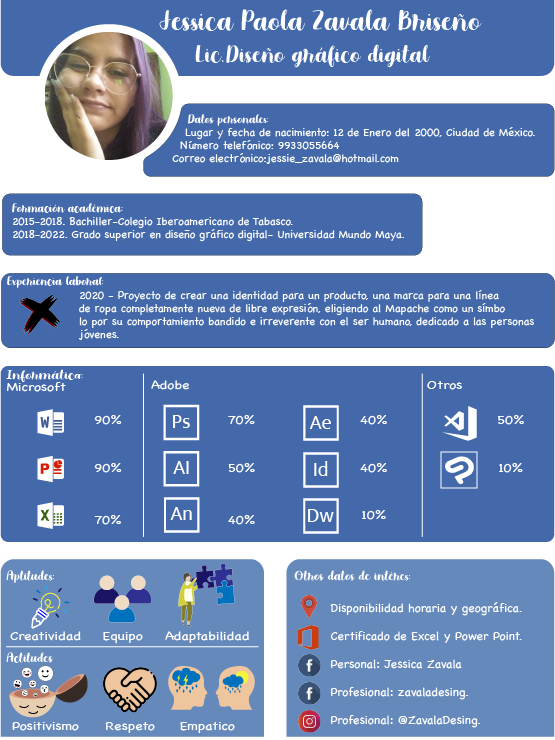 Jessica Paola Zavala Briseño
Lic.Diseño gráfico digital
Datos personales:
Lugar y fecha de nacimiento: 12 de Enero del 2000, Ciudad de México.
Número telefónico: 9933055664
Correo electrónico:jessie_zavala@hotmail.com
Formación académica:
2015-2018. Bachiller-Colegio Iberoamericano de Tabasco.
2018-2022. Grado superior en diseño gráfico digital- Universidad Mundo Maya.
Experiencia laboral:
2020 - Proyecto de crear una identidad para un producto, una marca para una línea
de ropa completamente nueva de libre expresión, eligiendo al Mapache como un símbo
lo por su comportamiento bandido e irreverente con el ser humano, dedicado a las personas
jóvenes.
Informática:
Microsoft
Adobe
Otros
W 90%
Ps 70%
Ae 40%
50%
P 90%
AI 50%
Id 40%
10%
X 70%
An 40%
Dw 10%
Aptitudes:
Creatividad Equipo Adaptabilidad
Actitudes
Positivismo Respeto Empatico
Otros datos de intéres:
Disponibilidad horaria y geográfica.
Certificado de Excel y Power Point.
f Personal: Jessica Zavala
f Profesional: zavaladesing.
Profesional: @ZavalaDesing.